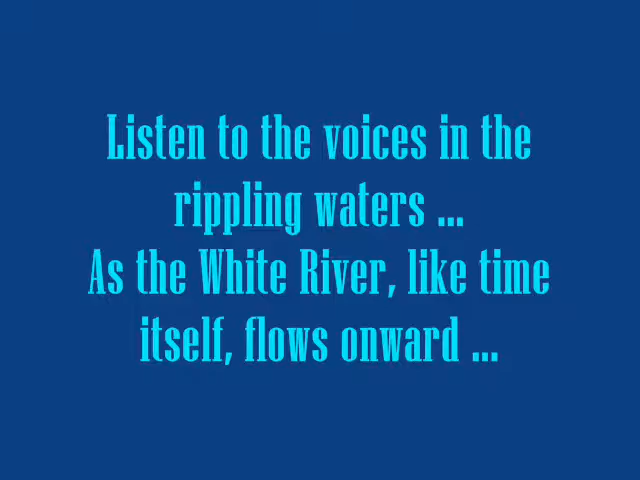 Listen to the voices in the
rippling waters ...
As the White River, like time
itself, flows onward ...